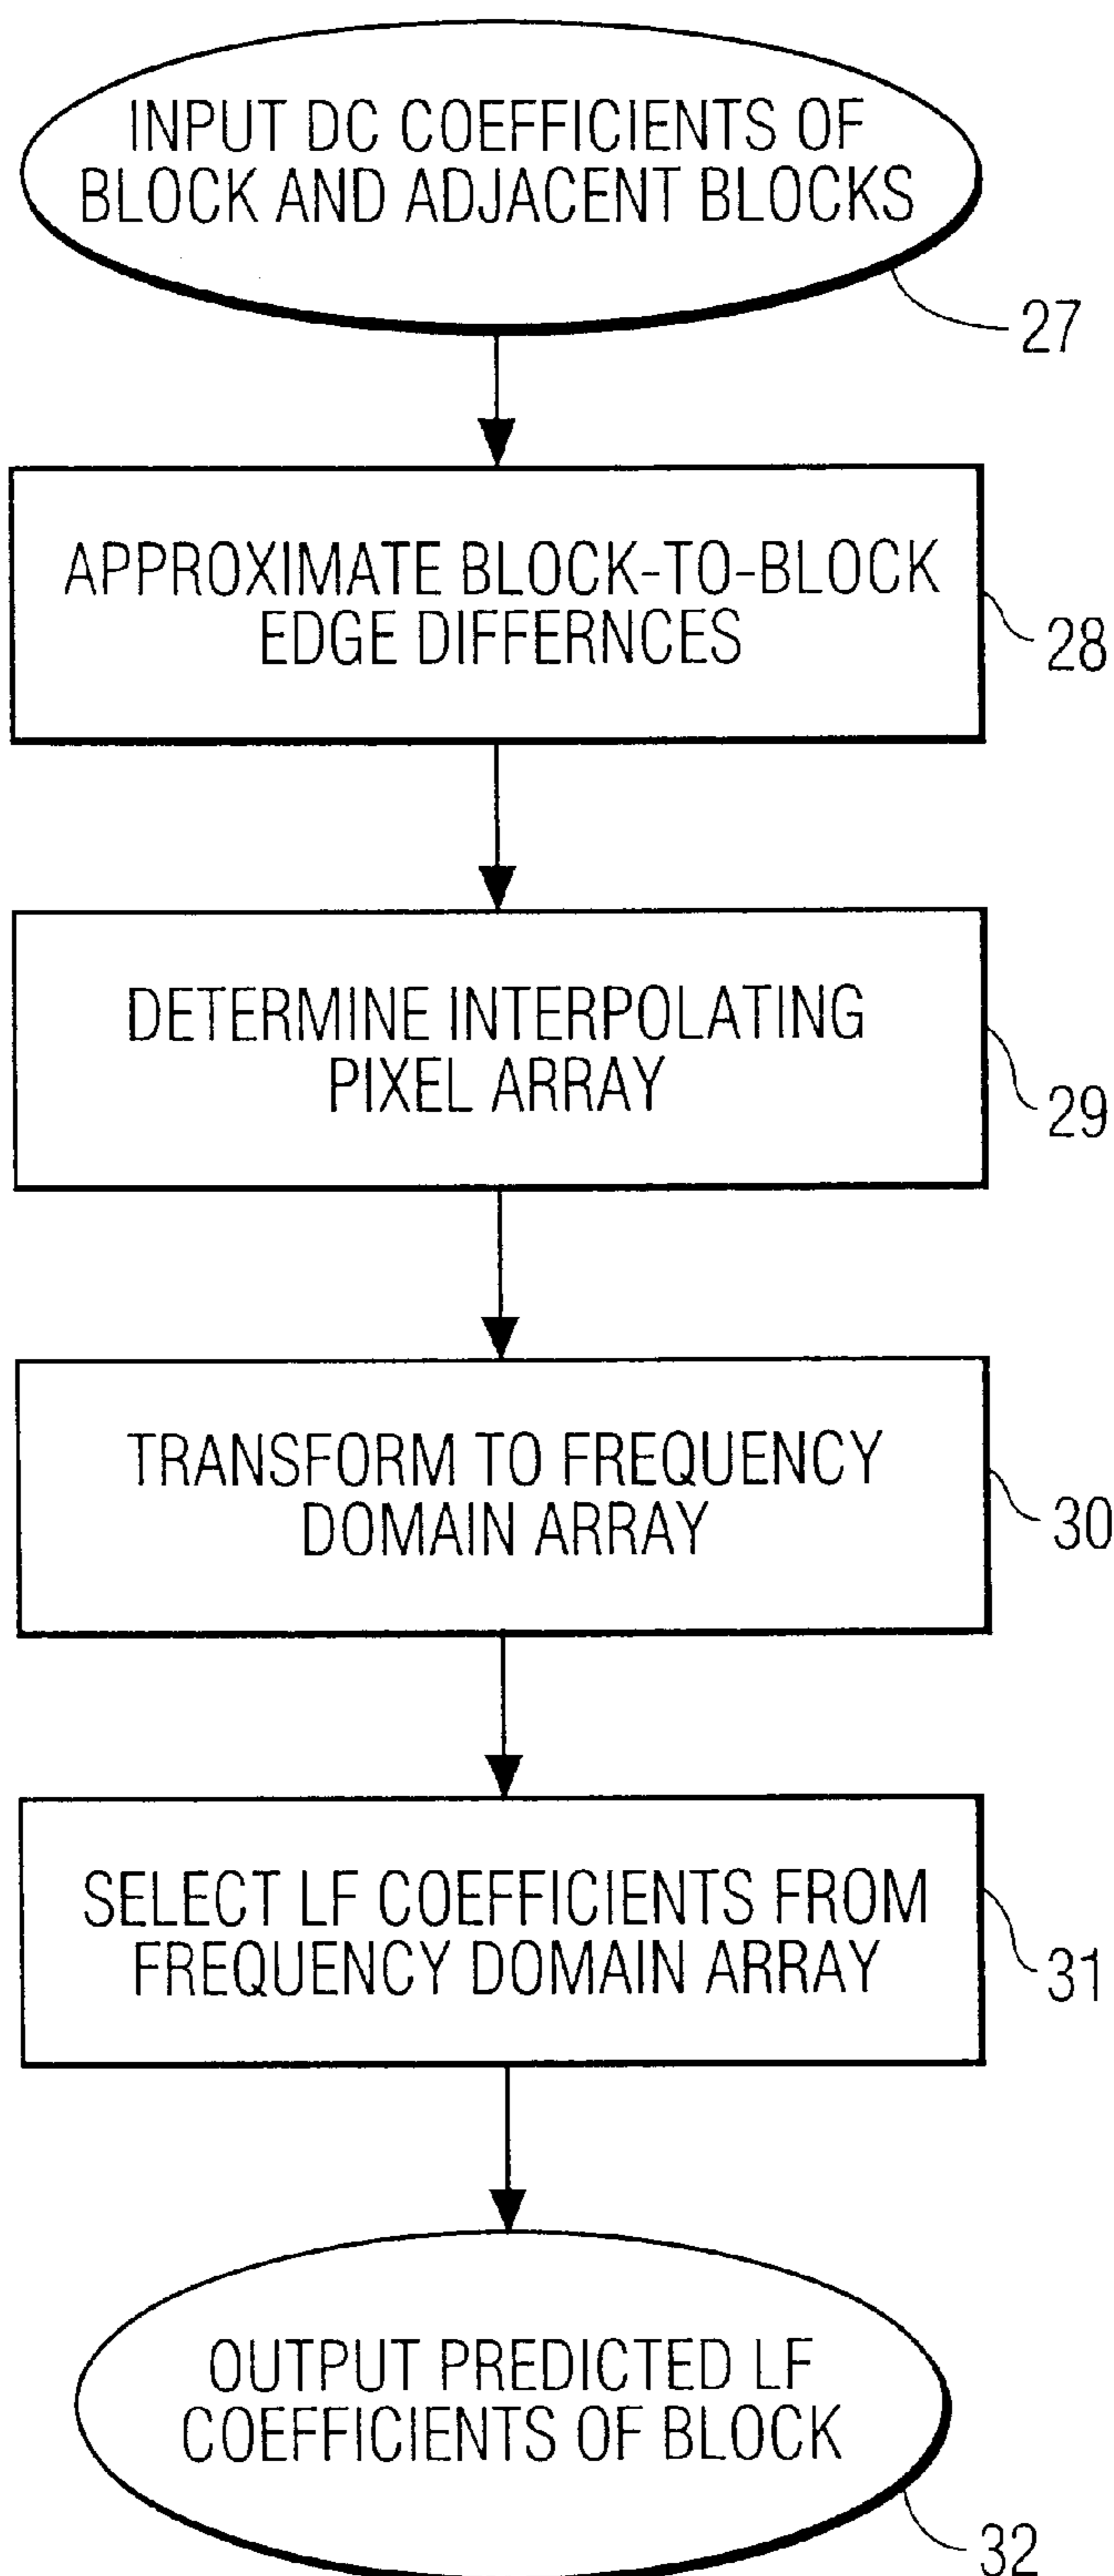 INPUT DC COEFFICIENTS OF
BLOCK AND ADJACENT BLOCKS
27
APPROXIMATE BLOCK-TO-BLOCK
EDGE DIFFERNCES
28
DETERMINE INTERPOLATING
PIXEL ARRAY
29
TRANSFORM TO FREQUENCY
DOMAIN ARRAY
30
SELECT LF COEFFICIENTS FROM
FREQUENCY DOMAIN ARRAY
31
OUTPUT PREDICTED LF
COEFFICIENTS OF BLOCK
32